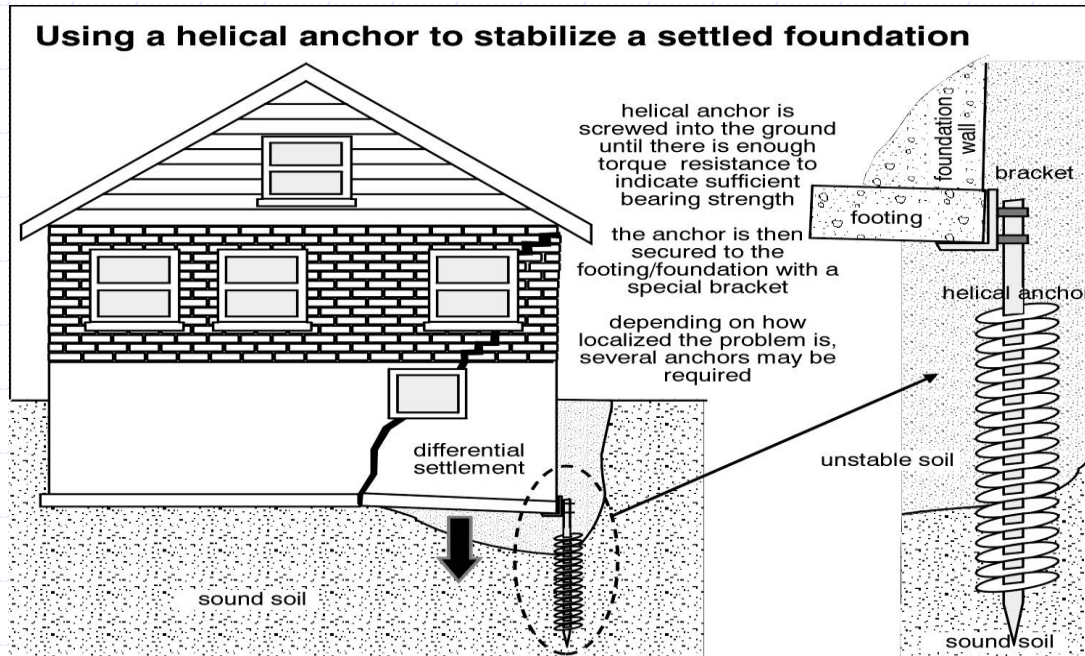 Using a helical anchor to stabilize a settled foundation
helical anchor is
screwed into the ground
until there is enough
torque resistance to
indicate sufficient
bearing strength
the anchor is then
secured to the
footing/foundation with a
special bracket
depending on how
localized the problem is,
several anchors may be
required
foundation
wall
bracket
footing
helical anchor
unstable soil
sound soil
differential
settlement
sound soil